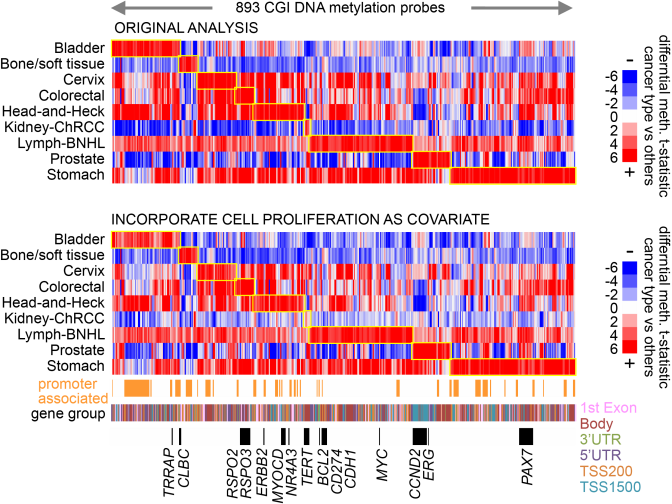 893 CGI DNA metylation probes
ORIGINAL ANALYSIS
Bladder
Bone/soft tissue
Cervix
Colorectal
Head-and-Heck
Kidney-ChRCC
Lymph-BNHL
Prostate
Stomach
-
-6
-4
-2
0
2
4
6
+
differential meth. t-statistic
cancer type vs others
INCORPORATE CELL PROLIFERATION AS COVARIATE
Bladder
Bone/soft tissue
Cervix
Colorectal
Head-and-Heck
Kidney-ChRCC
Lymph-BNHL
Prostate
Stomach
-
-6
-4
-2
0
2
4
6
+
differential meth. t-statistic
cancer type vs others
promoter
associated
gene group
1st Exon
Body
3'UTR
5'UTR
TSS200
TSS1500
TRRAP
CLBC
RSPO2
RSPO3
ERBB2
MYOCD
NR4A3
TERT
BCL2
CD274
CDH1
MYC
CCND2
ERG
PAX7